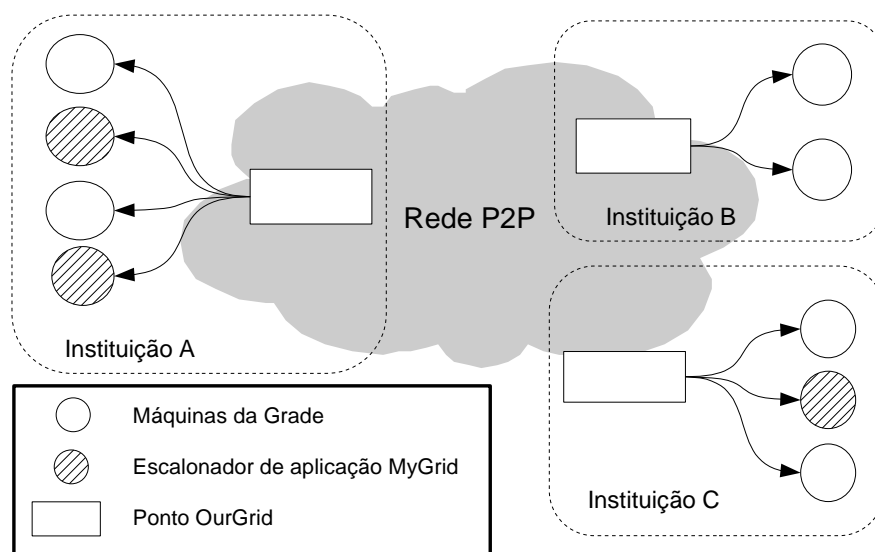 Rede P2P
Instituição A
Instituição B
Instituição C
Máquinas da Grade
Escalonador de aplicação MyGrid
Ponto OurGrid